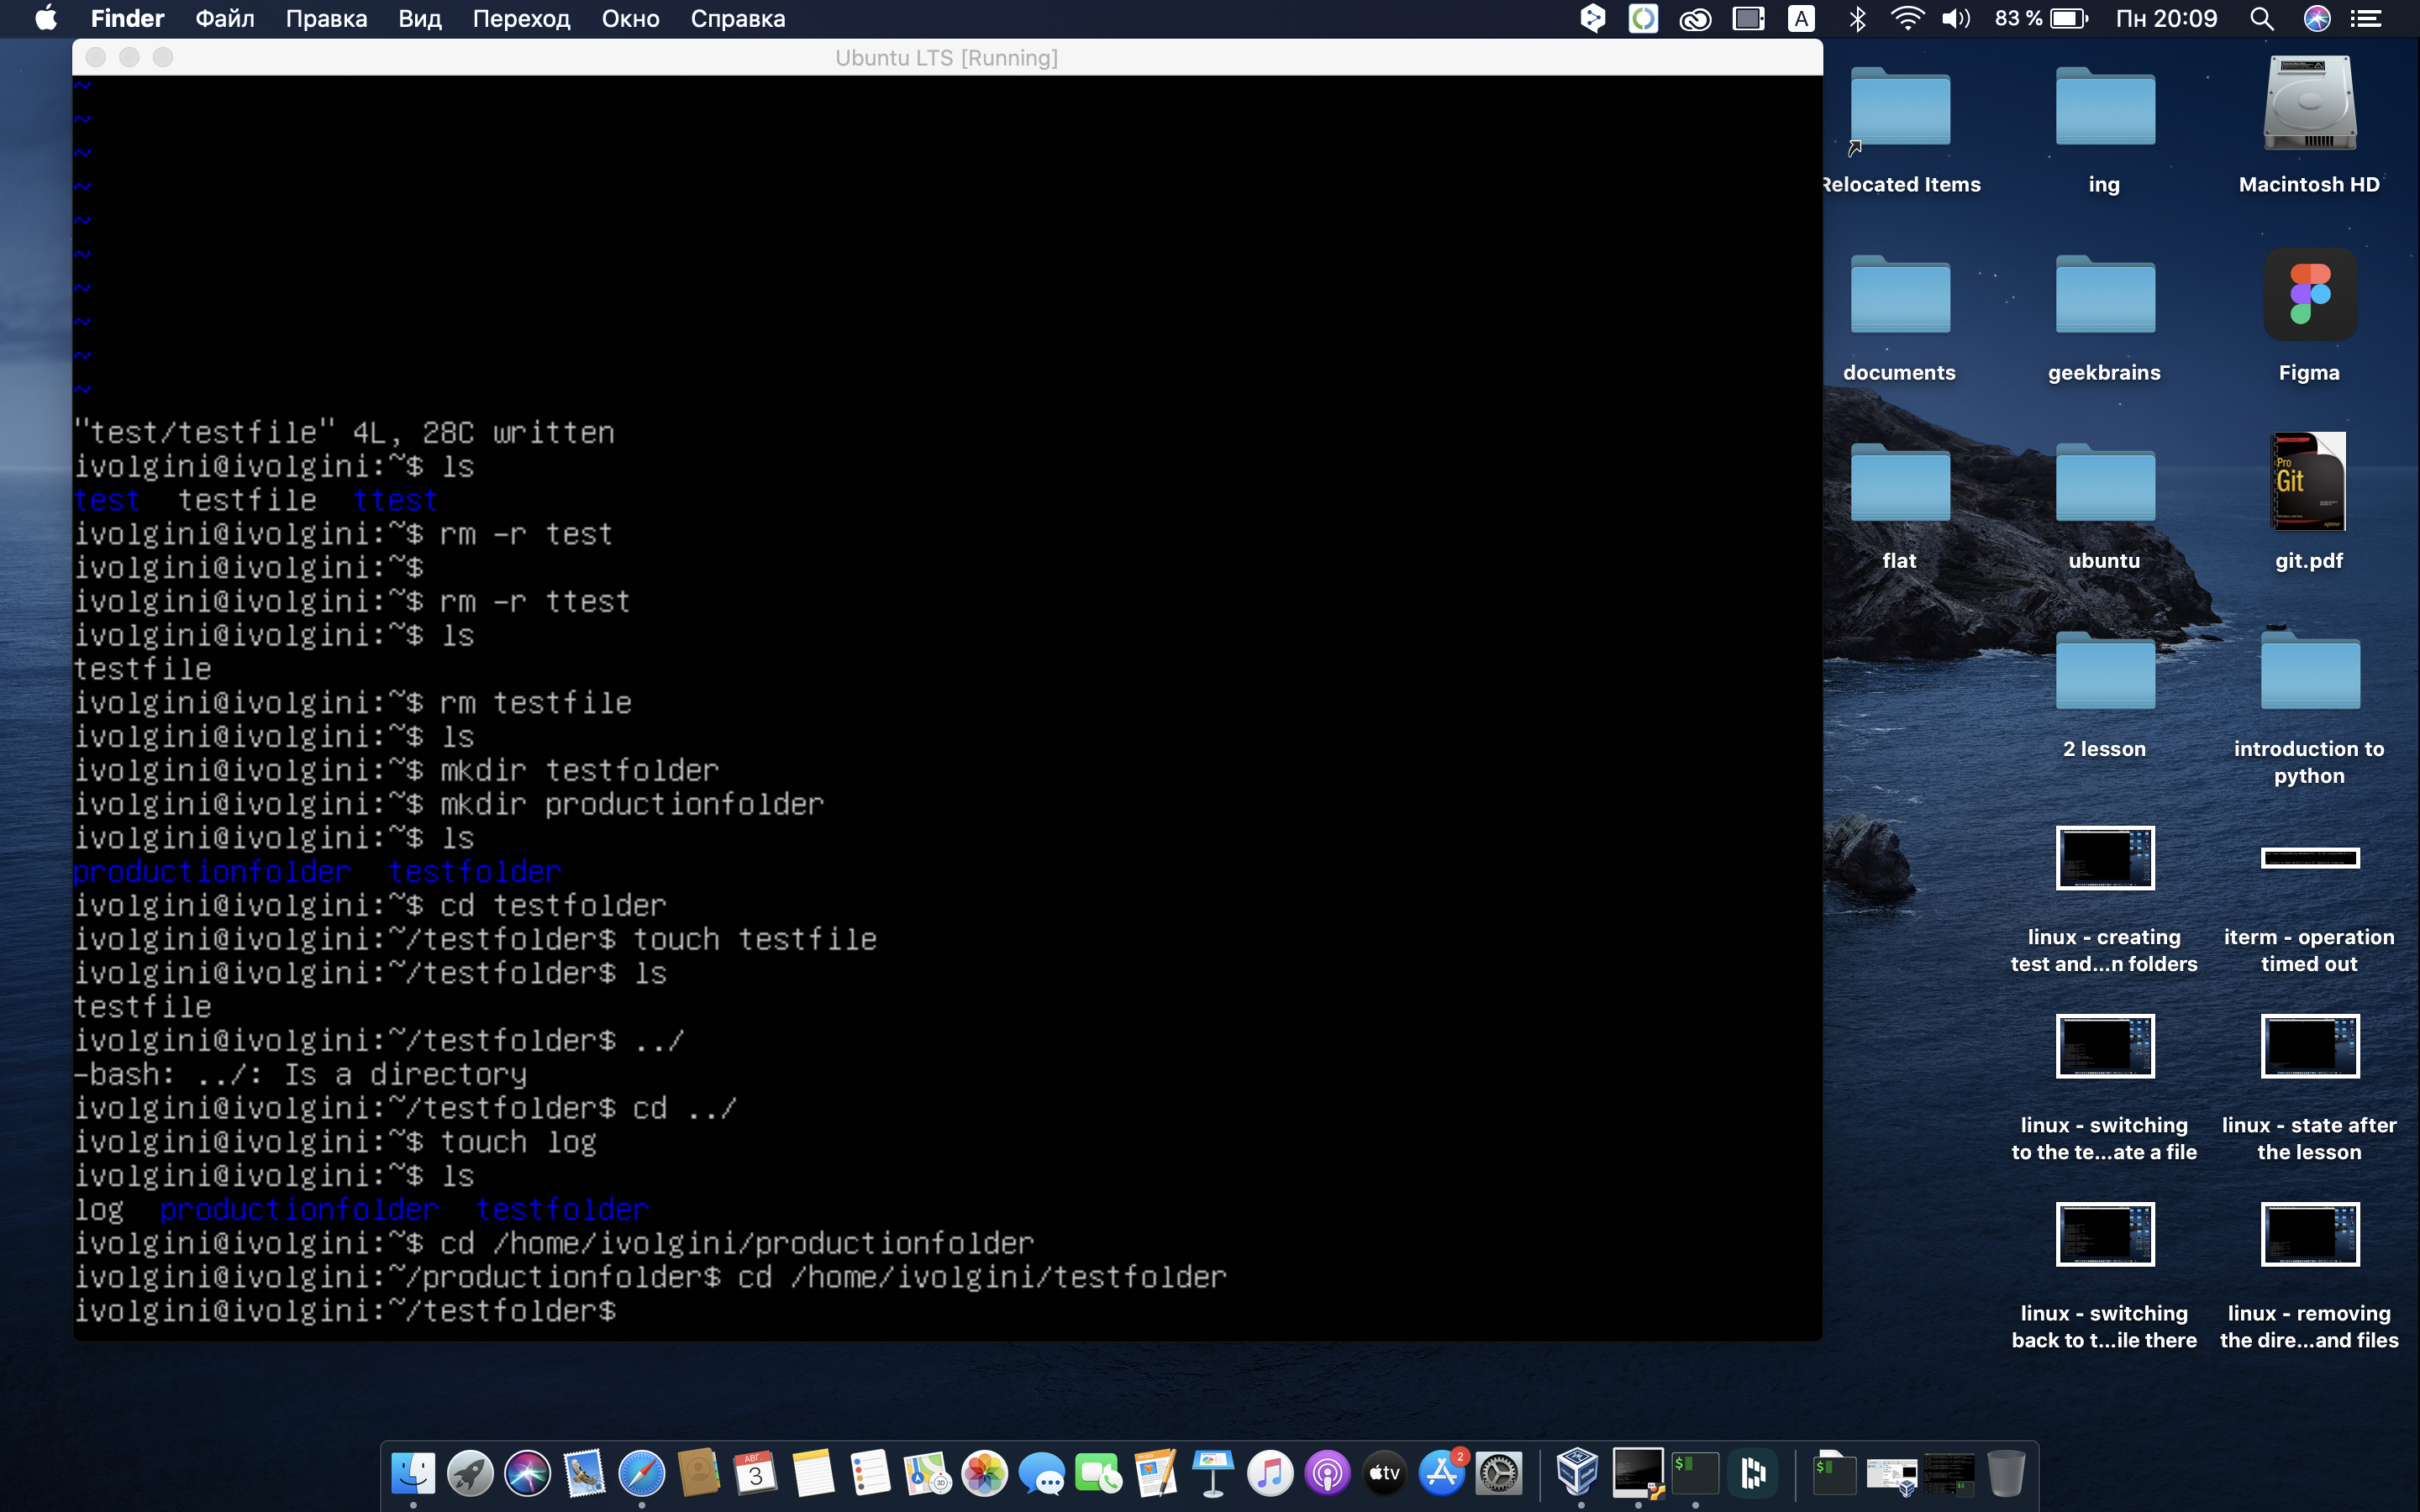 Finder Файл Правка Вид Переход Окно Справка A 83 % Пн 20:09
Ubuntu LTS [Running]
~
~
~
~
~
~
~
~
~
~
"test/testfile" 4L, 28C written
ivolgini@ivolgini:~$ ls
test testfile ttest
ivolgini@ivolgini:~$ rm -r test
ivolgini@ivolgini:~$
ivolgini@ivolgini:~$ rm -r ttest
ivolgini@ivolgini:~$ ls
testfile
ivolgini@ivolgini:~$ rm testfile
ivolgini@ivolgini:~$ ls
ivolgini@ivolgini:~$ mkdir testfolder
ivolgini@ivolgini:~$ mkdir productionfolder
ivolgini@ivolgini:~$ ls
productionfolder testfolder
ivolgini@ivolgini:~$ cd testfolder
ivolgini@ivolgini:~/testfolder$ touch testfile
ivolgini@ivolgini:~/testfolder$ ls
testfile
ivolgini@ivolgini:~/testfolder$ ../
-bash: ../: Is a directory
ivolgini@ivolgini:~/testfolder$ cd ../
ivolgini@ivolgini:~$ touch log
ivolgini@ivolgini:~$ ls
log productionfolder testfolder
ivolgini@ivolgini:~$ cd /home/ivolgini/productionfolder
ivolgini@ivolgini:~/productionfolder$ cd /home/ivolgini/testfolder
ivolgini@ivolgini:~/testfolder$
Relocated Items
ing
Macintosh HD
documents
geekbrains
Figma
flat
ubuntu
Pro
Git
git.pdf
2 lesson
introduction to
python
linux - creating
test and...n folders
iterm - operation
timed out
linux - switching
to the te...ate a file
linux - state after
the lesson
linux - switching
back to t...ile there
linux - removing
the dire...and files
АВГ.
3
3D
tv
2
$
$